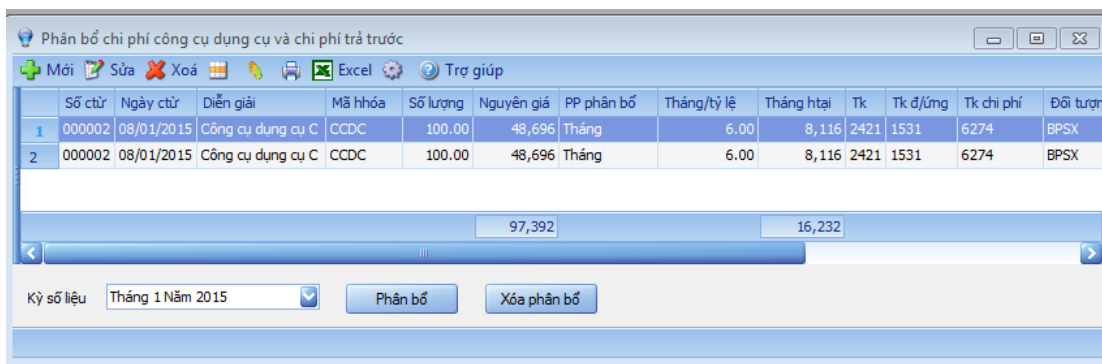 Phân bổ chi phí công cụ dụng cụ và chi phí trả trước
Mới Sửa Xoá Excel Trợ giúp
Số ctừ Ngày ctừ Diễn giải Mã hhóa Số lượng Nguyên giá PP phân bổ Tháng/tỷ lệ Tháng htại Tk Tk đ/ứng Tk chi phí Đối tượn
1 000002 08/01/2015 Công cụ dụng cụ C CCDC 100.00 48,696 Tháng 6.00 8,116 2421 1531 6274 BPSX
2 000002 08/01/2015 Công cụ dụng cụ C CCDC 100.00 48,696 Tháng 6.00 8,116 2421 1531 6274 BPSX
97,392 16,232
Kỳ số liệu Tháng 1 Năm 2015 Phân bổ Xóa phân bổ